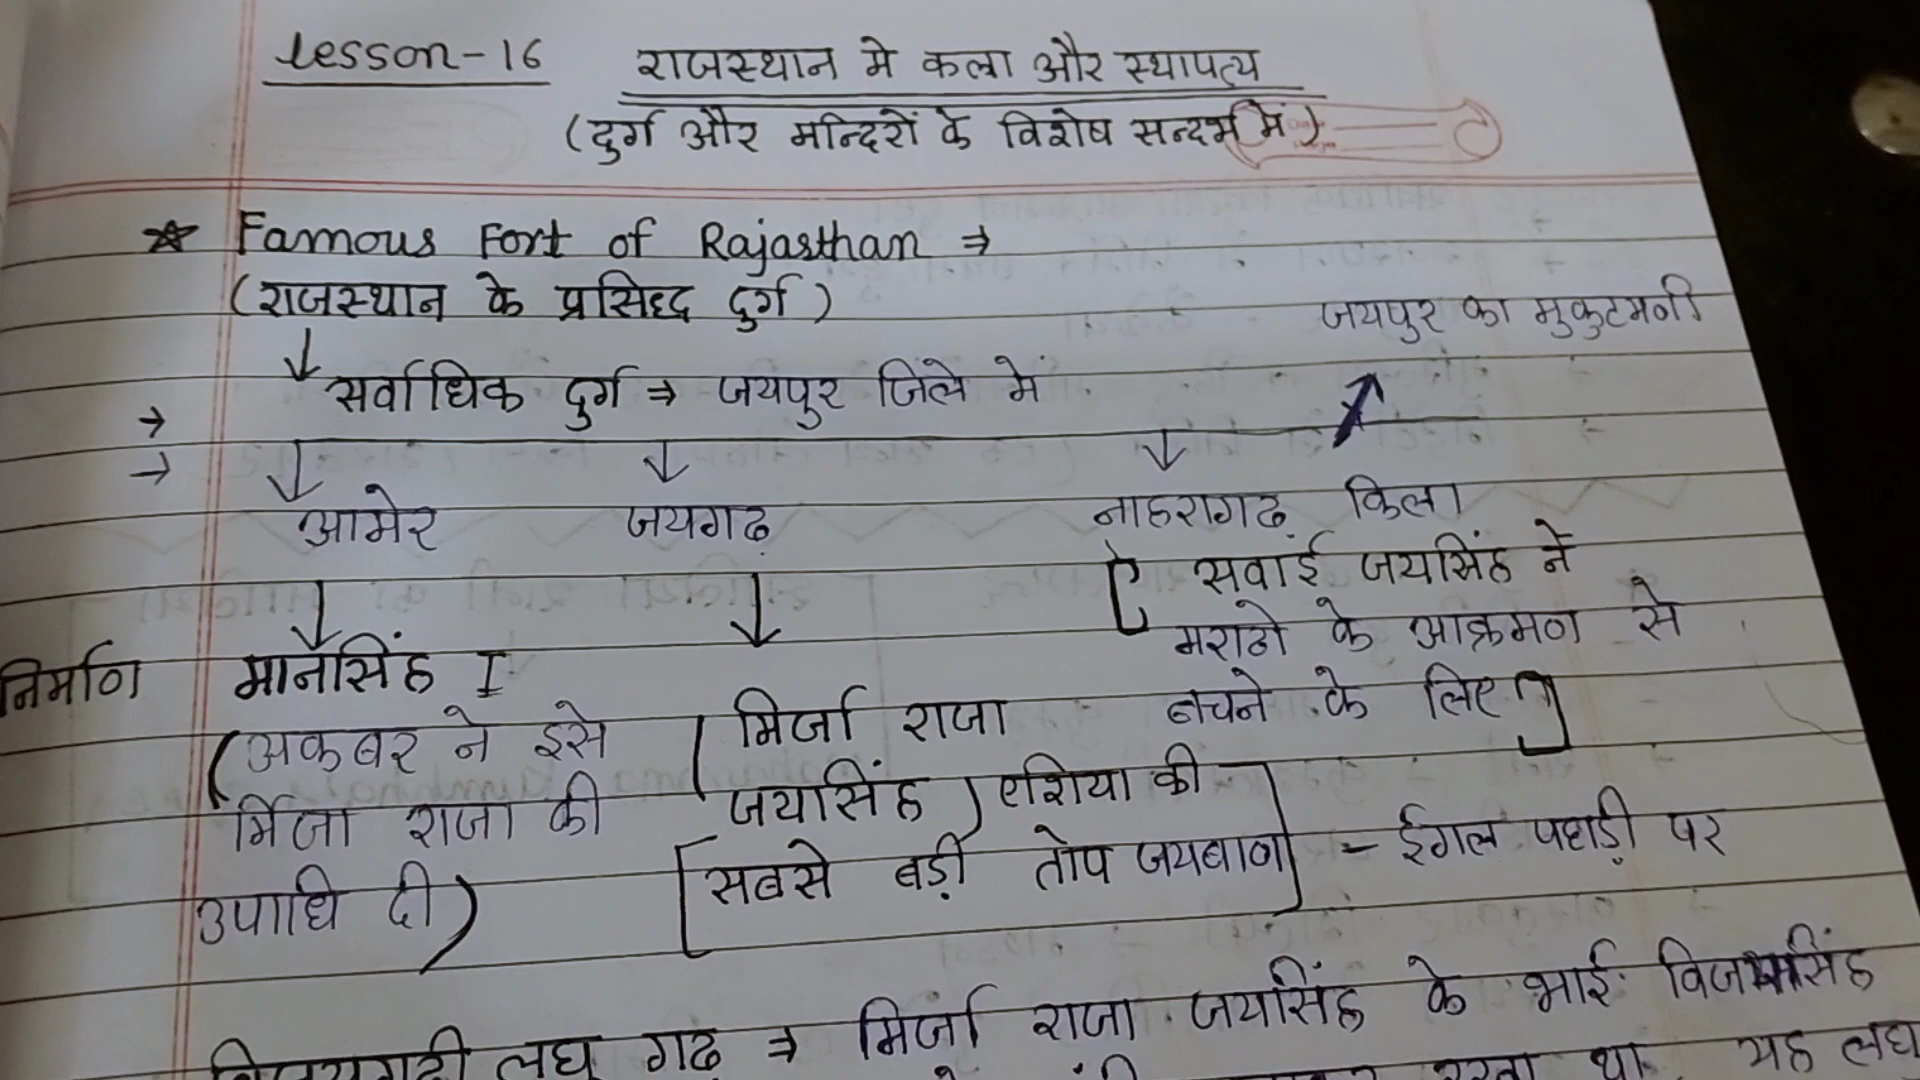 Lesson-16 राजस्थान मे कला और स्थापत्य
(दुर्ग और मन्दिरों के विशेष सन्दर्भ में)
☆ Famous Fort of Rajasthan ⇒
(राजस्थान के प्रसिद्ध दुर्ग)
जयपुर का मुकुटमणी
↓ सर्वाधिक दुर्ग ⇒ जयपुर जिले में
→
→
आमेर जयगढ़ नाहरागढ़ किला
[सवाई जयसिंह ने
मराठो के आक्रमण से
बचने के लिए]
निर्माण मानसिंह I
(अकबर ने इसे
मिर्जा राजा की
उपाधि दी)
(मिर्जा राजा
जयसिंह) एशिया की
[सबसे बड़ी तोप जयबाण] - ईगल पहाड़ी पर
लघु गढ़ ⇒ मिर्जा राजा जयसिंह के भाई विजयसिंह
था यह लघु